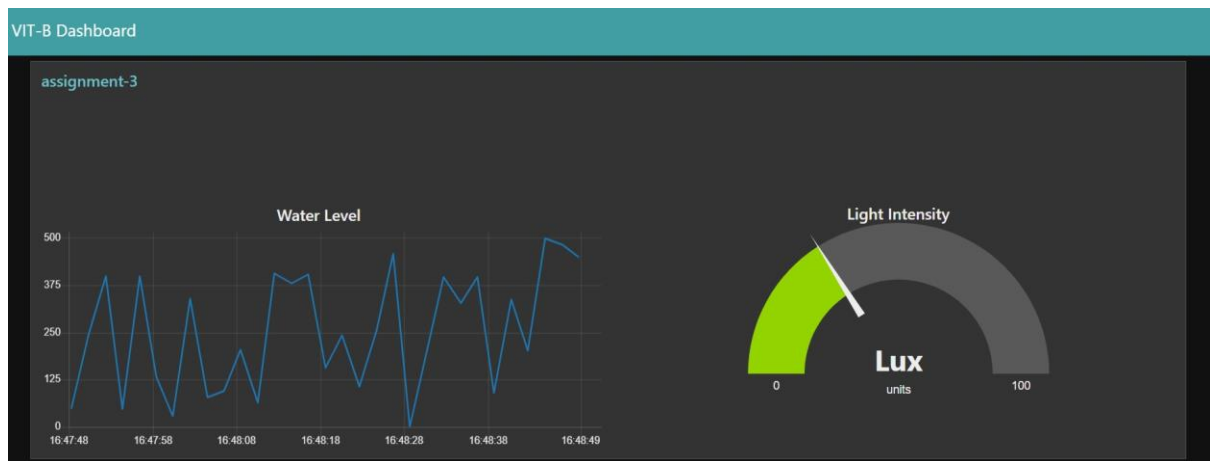 VIT-B Dashboard
assignment-3
Water Level
500
375
250
125
0
16:47:48 16:47:58 16:48:08 16:48:18 16:48:28 16:48:38 16:48:49
Light Intensity
Lux
0 units 100